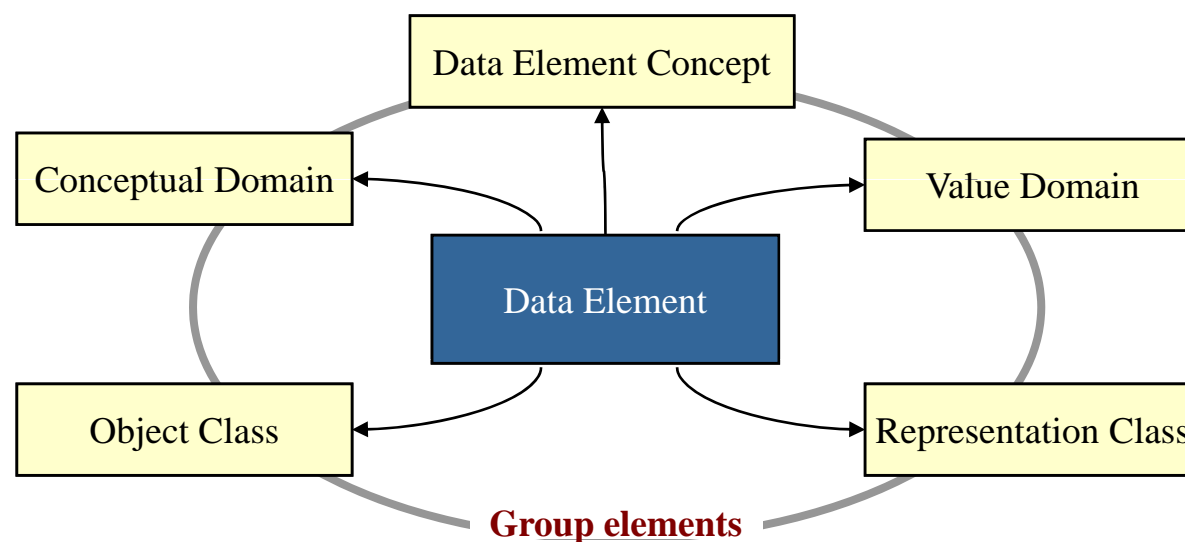 Data Element Concept
Conceptual Domain
Value Domain
Data Element
Object Class
Representation Class
Group elements